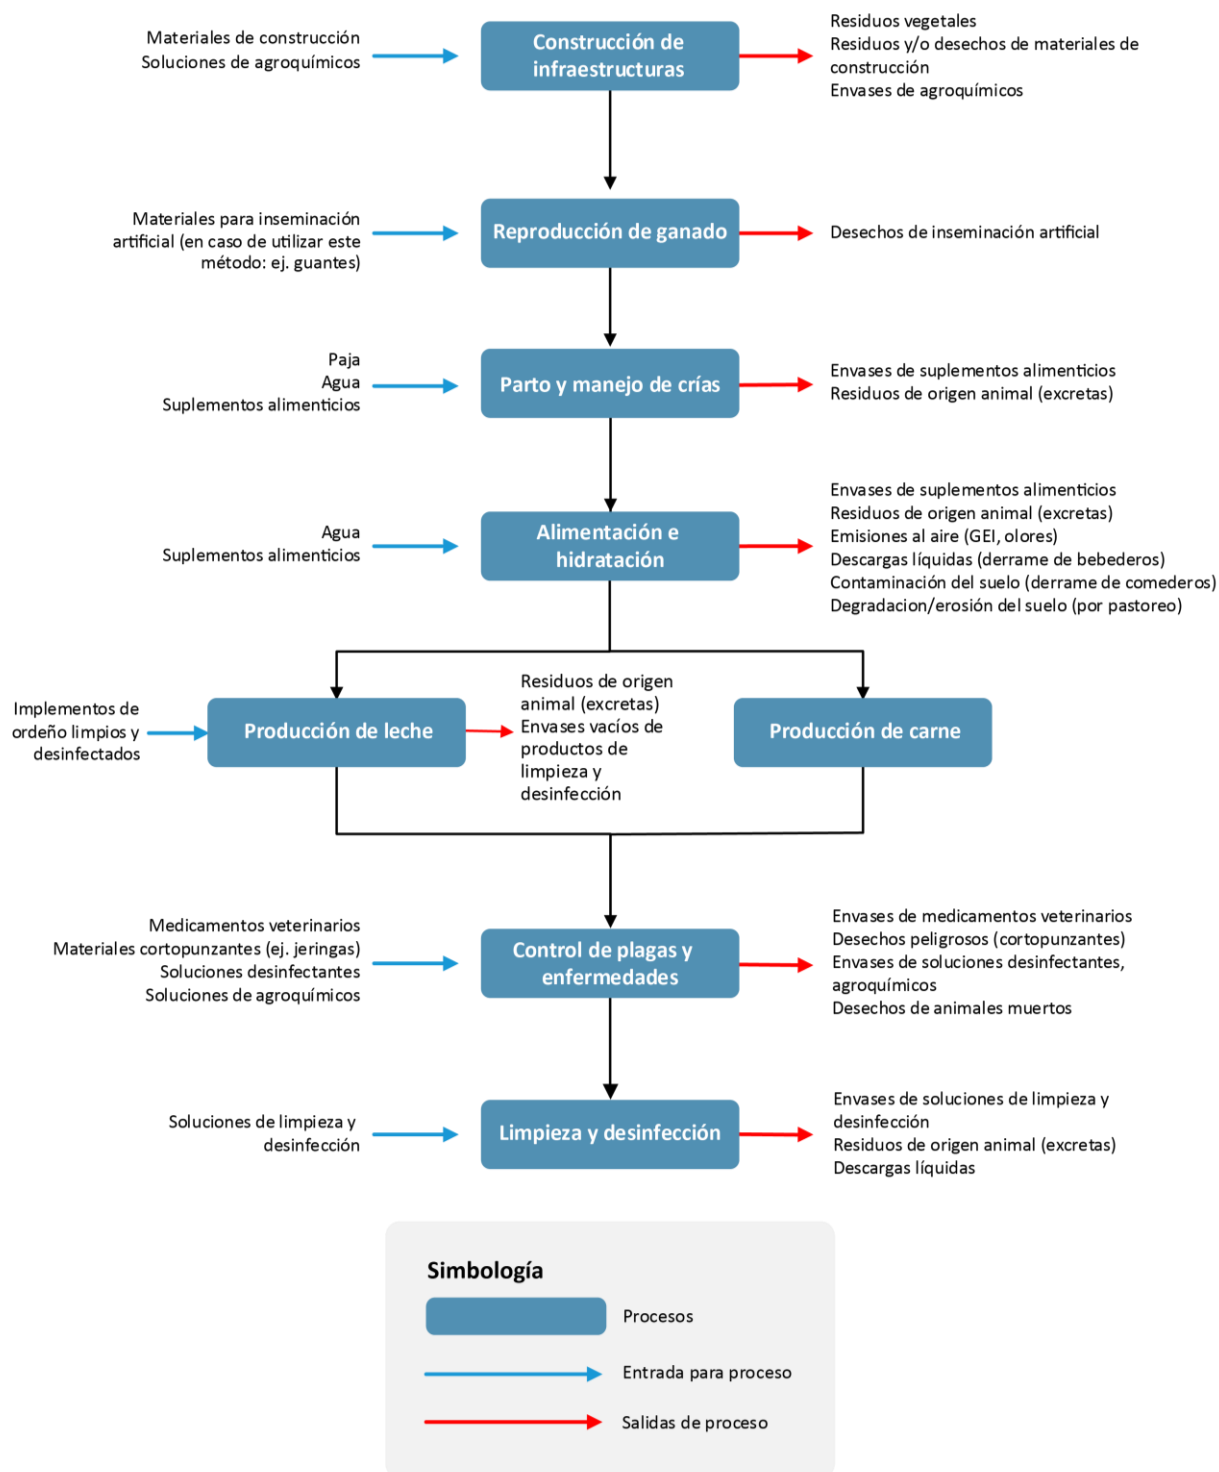 Materiales de construcción
Soluciones de agroquímicos
Construcción de
infraestructuras
Residuos vegetales
Residuos y/o desechos de materiales de
construcción
Envases de agroquímicos
Materiales para inseminación
artificial (en caso de utilizar este
método: ej. guantes)
Reproducción de ganado
Desechos de inseminación artificial
Paja
Agua
Suplementos alimenticios
Parto y manejo de crías
Envases de suplementos alimenticios
Residuos de origen animal (excretas)
Agua
Suplementos alimenticios
Alimentación e
hidratación
Envases de suplementos alimenticios
Residuos de origen animal (excretas)
Emisiones al aire (GEI, olores)
Descargas líquidas (derrame de bebederos)
Contaminación del suelo (derrame de comederos)
Degradacion/erosión del suelo (por pastoreo)
Implementos de
ordeño limpios y
desinfectados
Producción de leche
Residuos de origen
animal (excretas)
Envases vacíos de
productos de
limpieza y
desinfección
Producción de carne
Medicamentos veterinarios
Materiales cortopunzantes (ej. jeringas)
Soluciones desinfectantes
Soluciones de agroquímicos
Control de plagas y
enfermedades
Envases de medicamentos veterinarios
Desechos peligrosos (cortopunzantes)
Envases de soluciones desinfectantes,
agroquímicos
Desechos de animales muertos
Soluciones de limpieza y
desinfección
Limpieza y desinfección
Envases de soluciones de limpieza y
desinfección
Residuos de origen animal (excretas)
Descargas líquidas
Simbología
Procesos
Entrada para proceso
Salidas de proceso